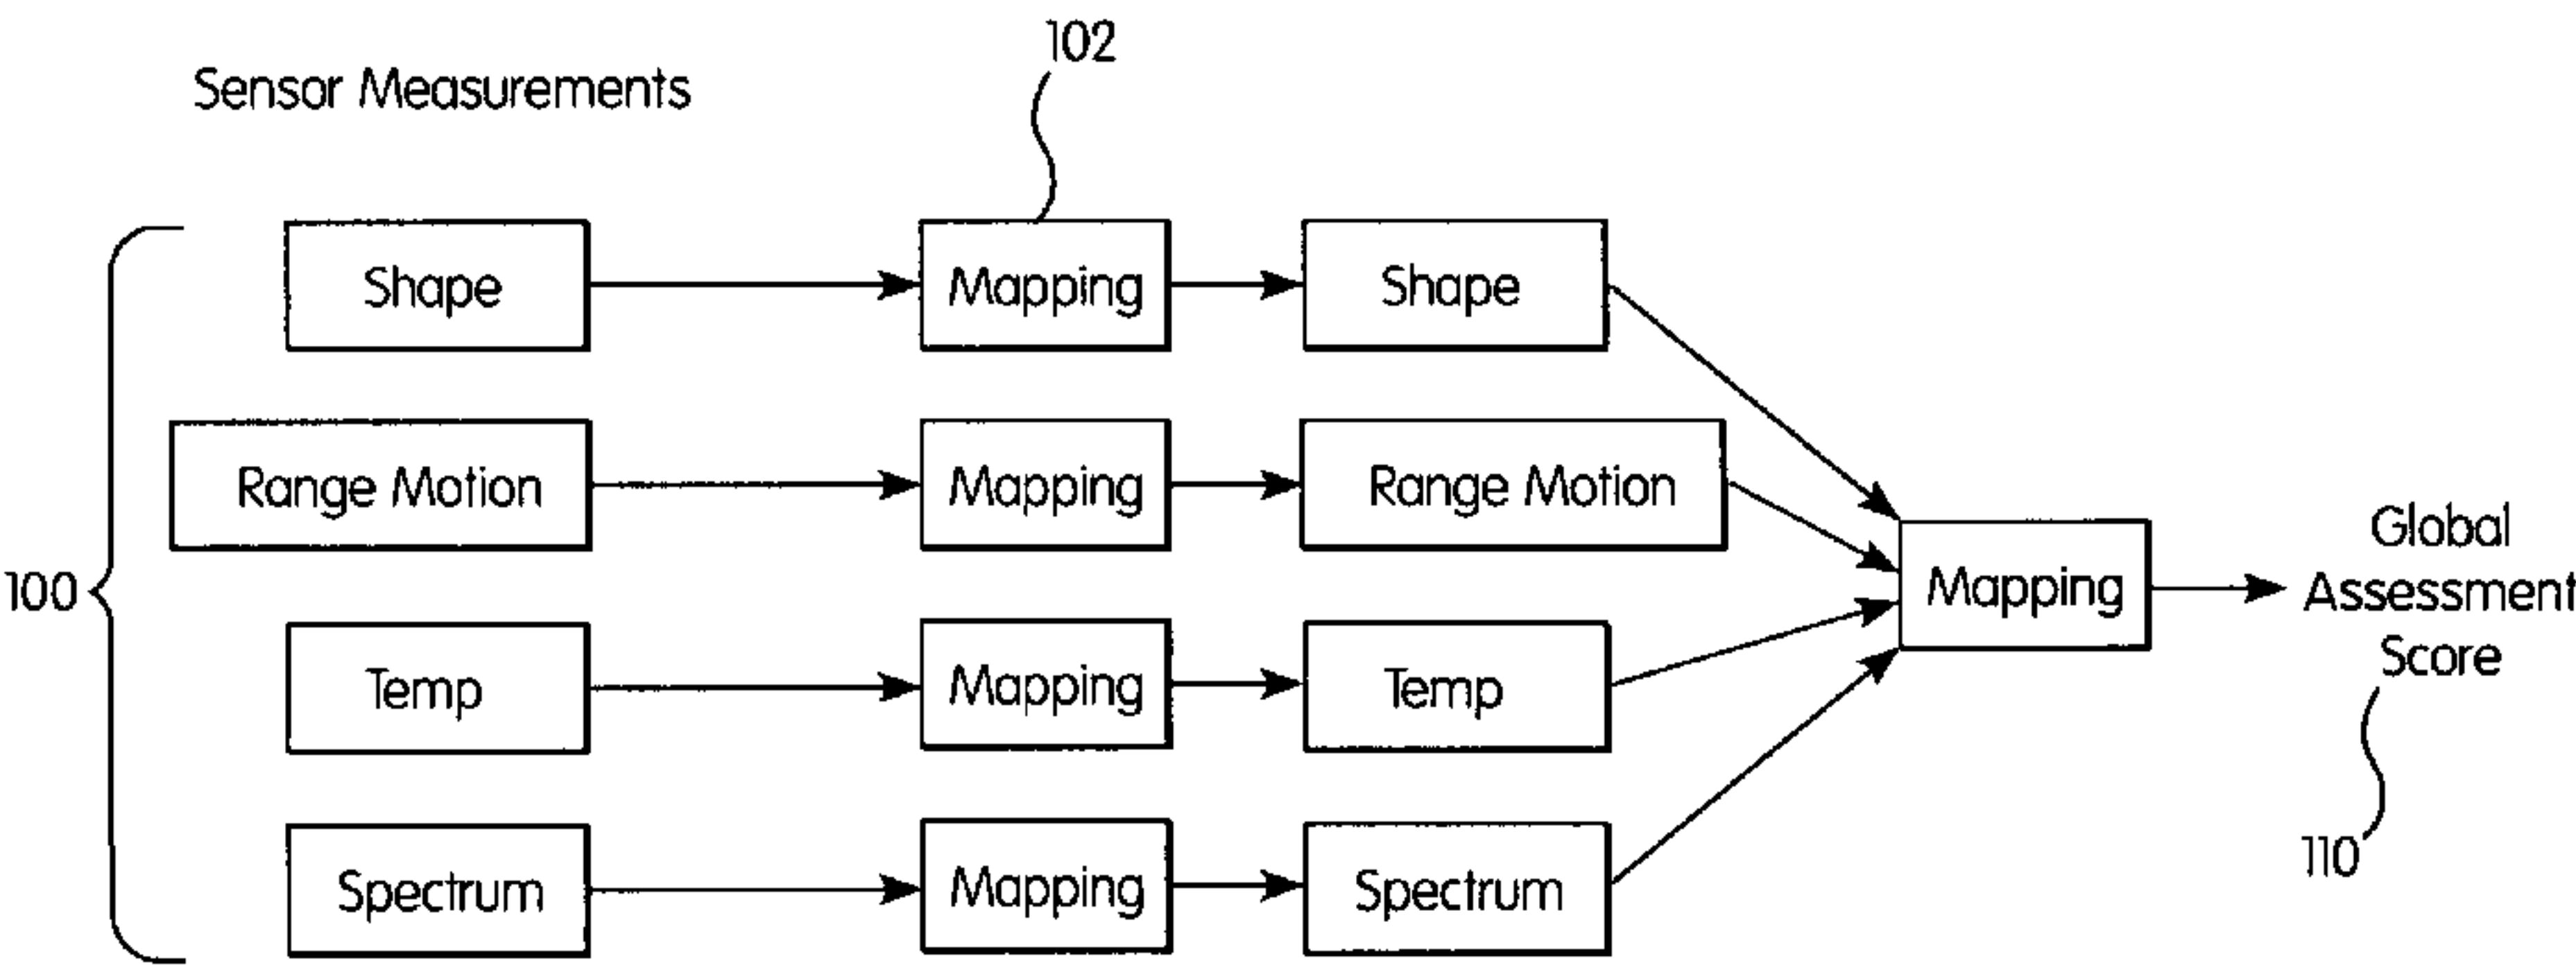 102
Sensor Measurements
Shape
Mapping
Shape
Range Motion
Mapping
Range Motion
100
Mapping
Global
Assessment
Score
Temp
Mapping
Temp
Spectrum
Mapping
Spectrum
110